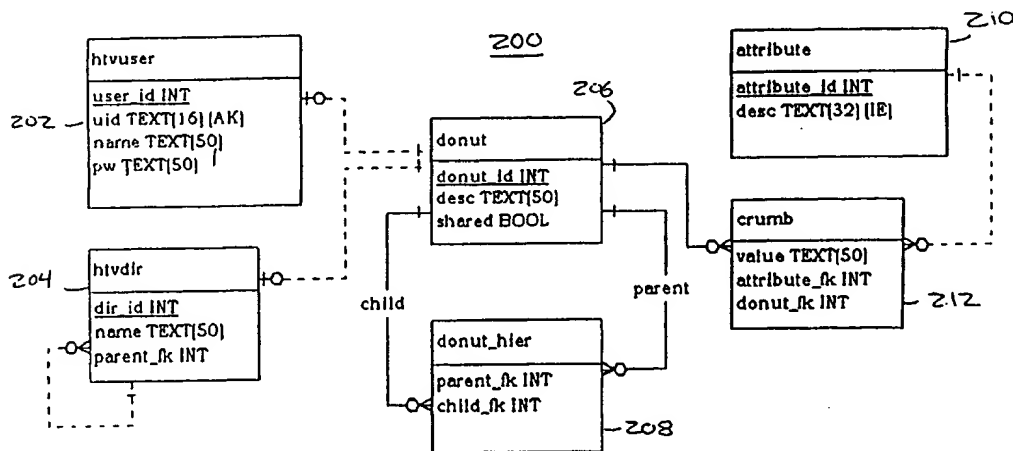 200
202
htvuser
user_id INT
uid TEXT(16) (AK)
name TEXT(50)
pw TEXT(50)
204
htvdir
dir_id INT
name TEXT(50)
parent_fk INT
206
donut
donut_id INT
desc TEXT(50)
shared BOOL
child
parent
donut_hier
parent_fk INT
child_fk INT
208
210
attribute
attribute_id INT
desc TEXT(32) (IE)
crumb
value TEXT(50)
attribute_fk INT
donut_fk INT
212